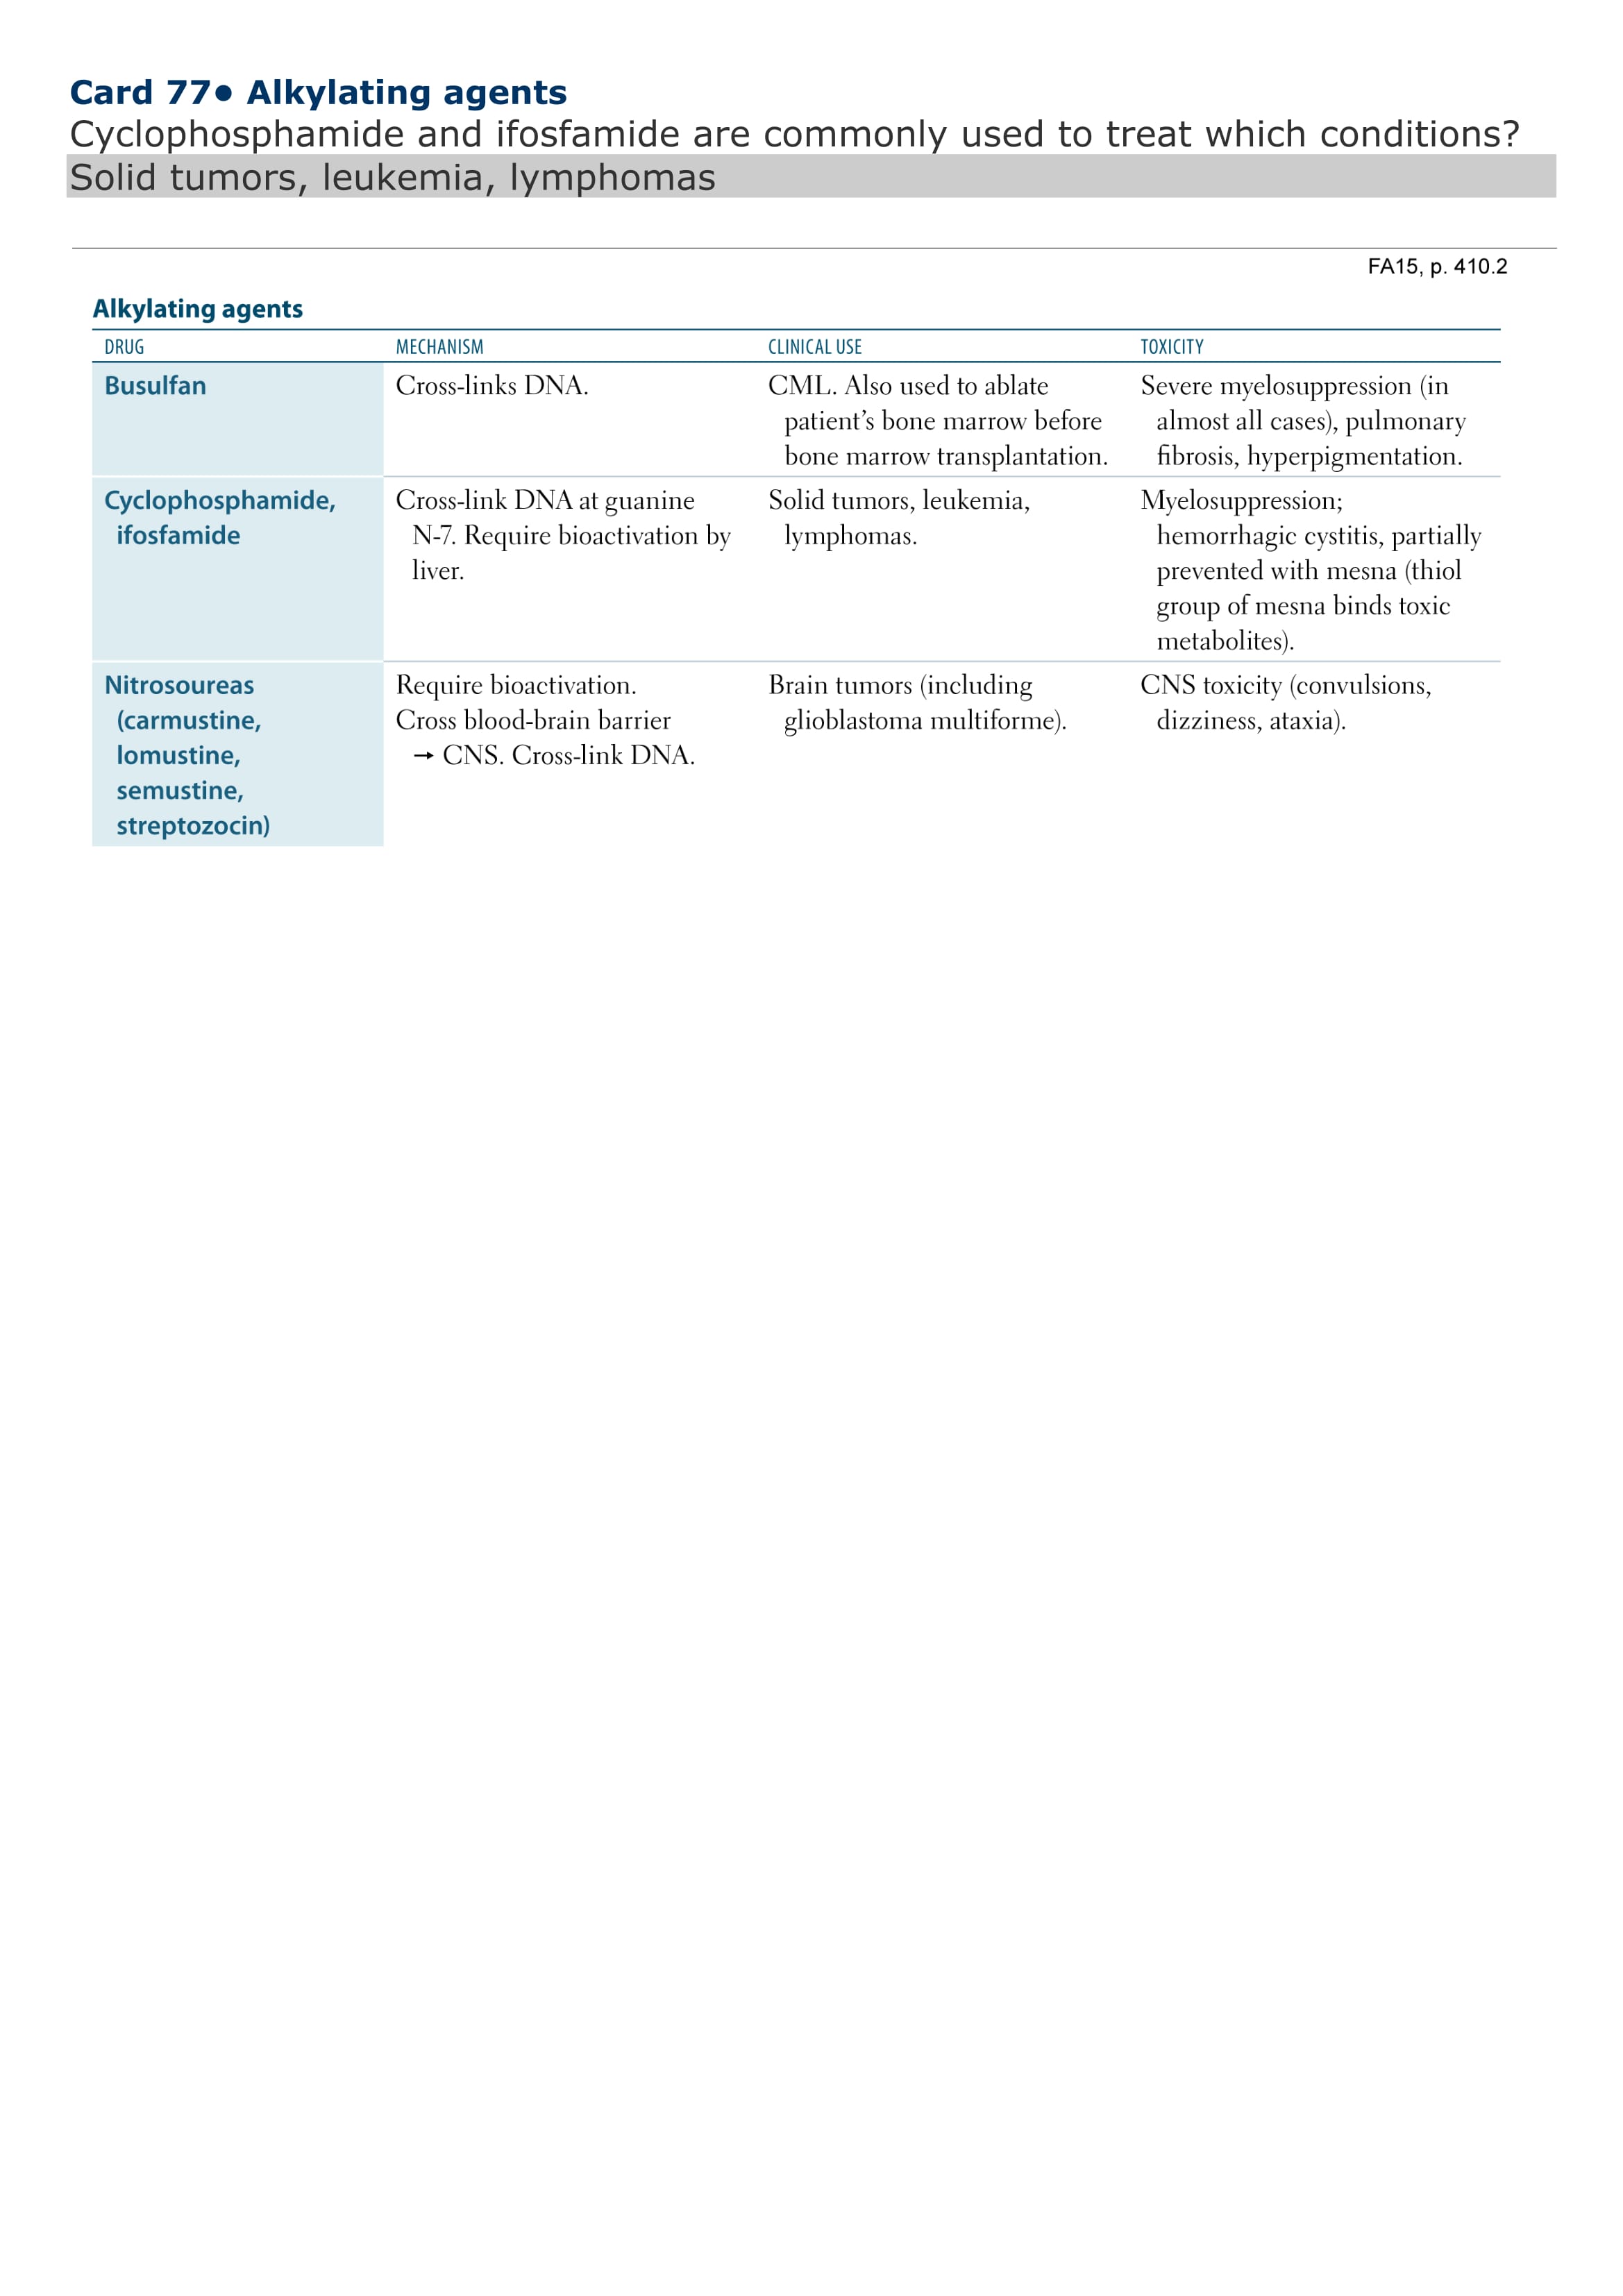 Card 77• Alkylating agents
Cyclophosphamide and ifosfamide are commonly used to treat which conditions?
Solid tumors, leukemia, lymphomas
FA15, p. 410.2
Alkylating agents
DRUG MECHANISM CLINICAL USE TOXICITY
Busulfan Cross-links DNA. CML. Also used to ablate Severe myelosuppression (in
patient’s bone marrow before almost all cases), pulmonary
bone marrow transplantation. fibrosis, hyperpigmentation.
Cyclophosphamide, Cross-link DNA at guanine Solid tumors, leukemia, Myelosuppression;
ifosfamide N-7. Require bioactivation by lymphomas. hemorrhagic cystitis, partially
liver. prevented with mesna (thiol
group of mesna binds toxic
metabolites).
Nitrosoureas Require bioactivation. Brain tumors (including CNS toxicity (convulsions,
(carmustine, Cross blood-brain barrier glioblastoma multiforme). dizziness, ataxia).
lomustine, → CNS. Cross-link DNA.
semustine,
streptozocin)